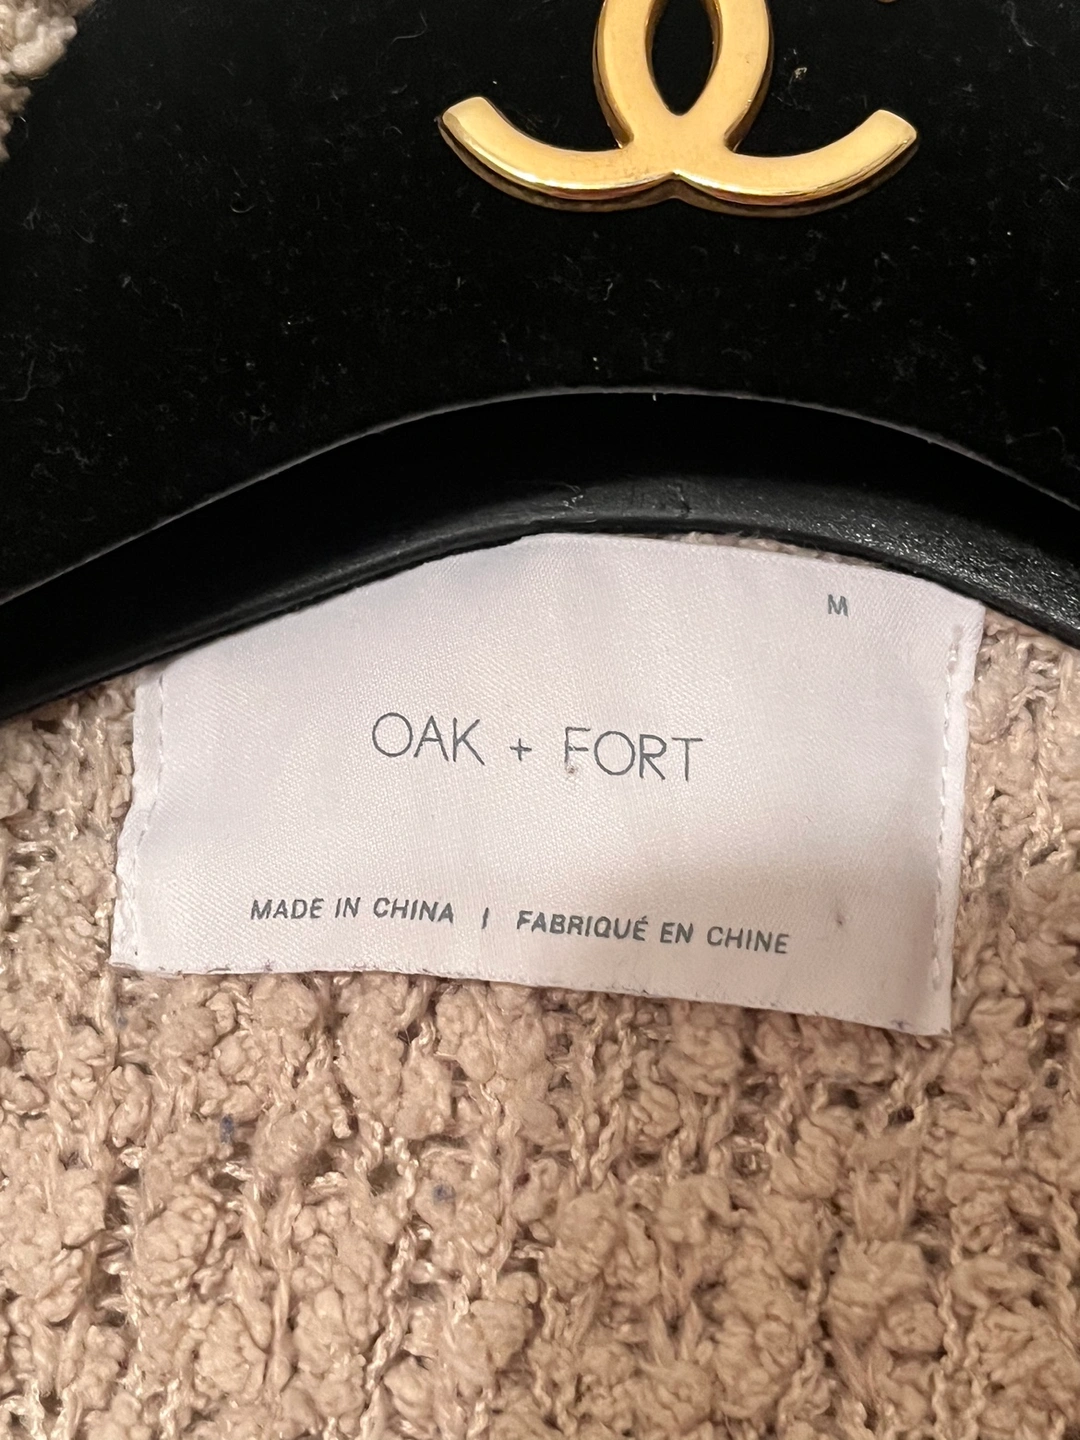 M
OAK + FORT
MADE IN CHINA | FABRIQUÉ EN CHINE